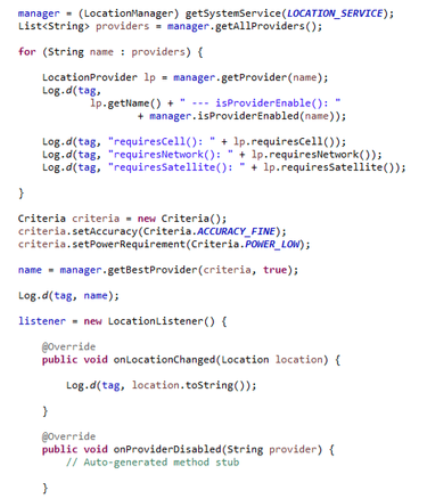 manager = (LocationManager) getSystemService(LOCATION_SERVICE);
List<String> providers = manager.getAllProviders();
for (String name : providers) {
LocationProvider lp = manager.getProvider(name);
Log.d(tag,
lp.getName() + " --- isProviderEnable(): "
+ manager.isProviderEnabled(name));
Log.d(tag, "requiresCell(): " + lp.requiresCell());
Log.d(tag, "requiresNetwork(): " + lp.requiresNetwork());
Log.d(tag, "requiresSatellite(): " + lp.requiresSatellite());
}
Criteria criteria = new Criteria();
criteria.setAccuracy(Criteria.ACCURACY_FINE);
criteria.setPowerRequirement(Criteria.POWER_LOW);
name = manager.getBestProvider(criteria, true);
Log.d(tag, name);
listener = new LocationListener() {
@Override
public void onLocationChanged(Location location) {
Log.d(tag, location.toString());
}
@Override
public void onProviderDisabled(String provider) {
// Auto-generated method stub
}